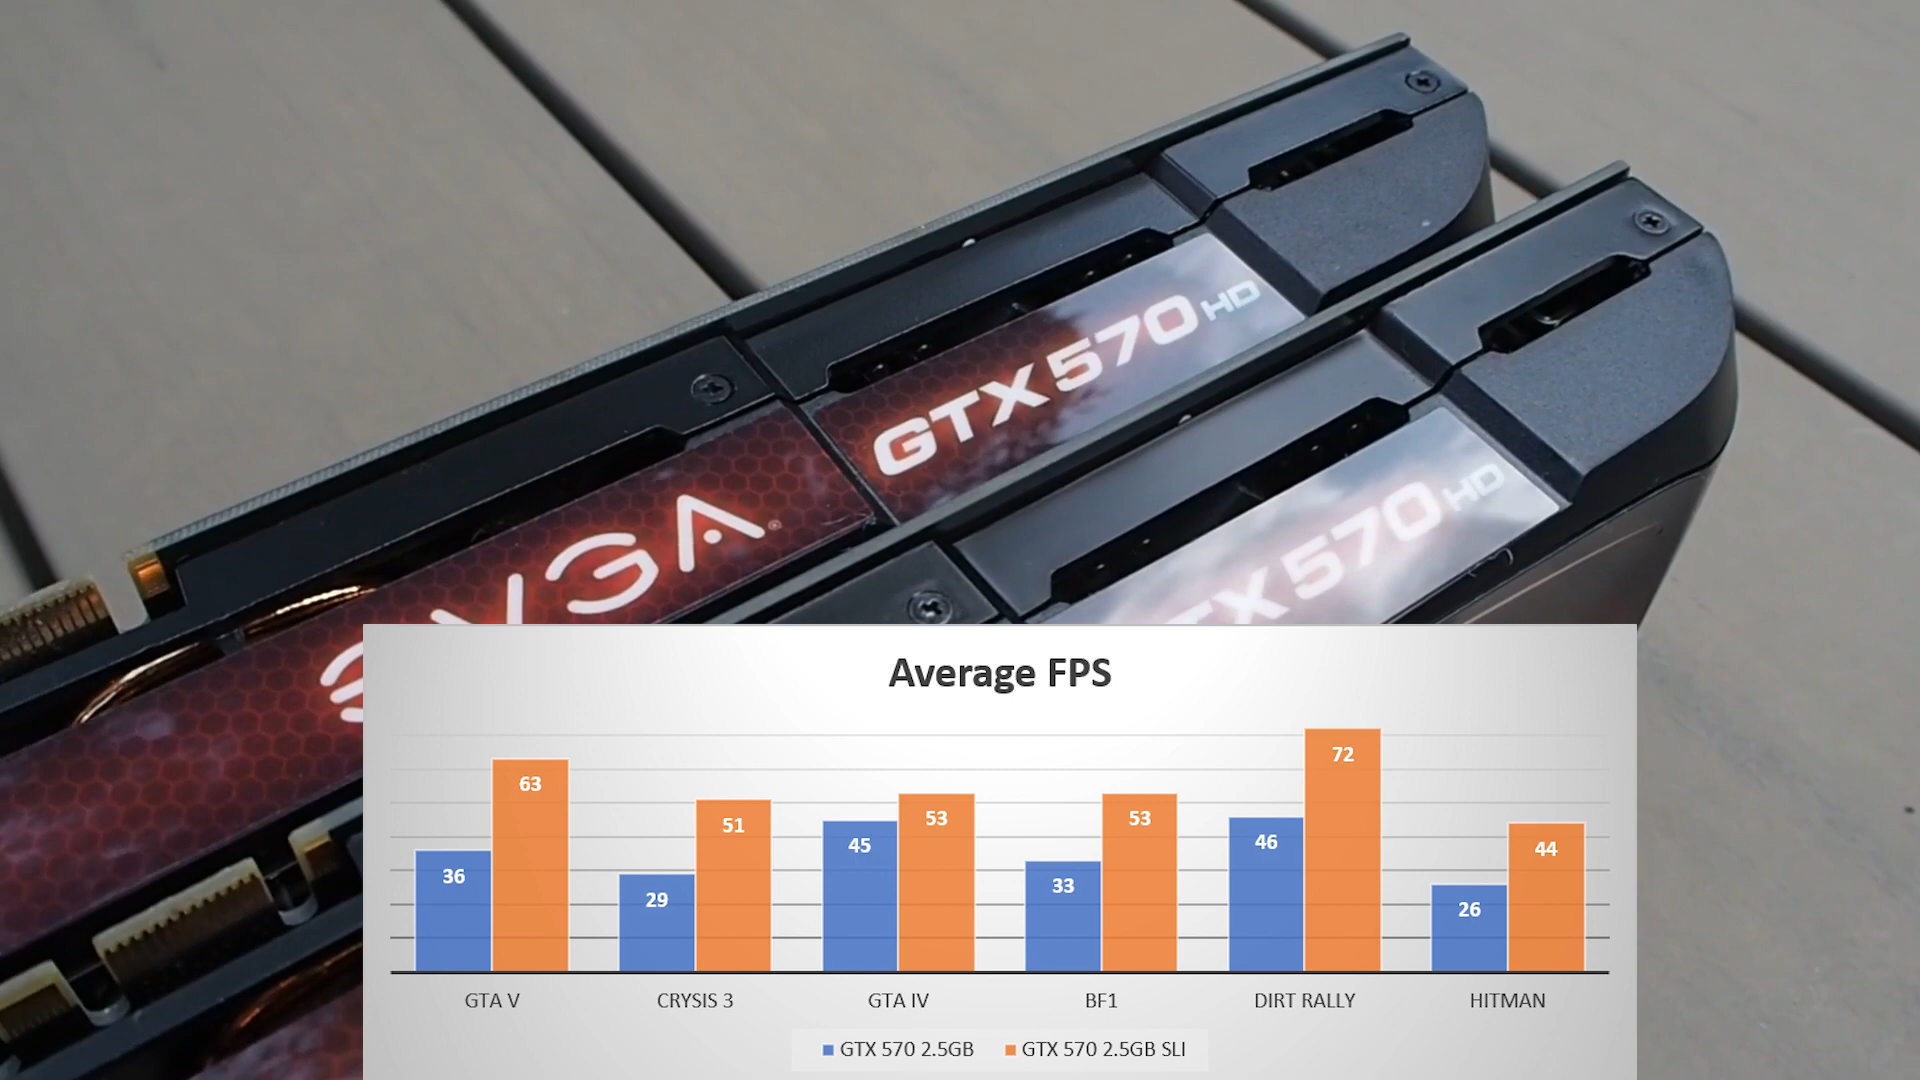 GTX 570 HD
EVGA
GTX 570 HD
Average FPS
63
36
51
29
45
53
33
53
46
72
26
44
GTA V
CRYSIS 3
GTA IV
BF1
DIRT RALLY
HITMAN
GTX 570 2.5GB
GTX 570 2.5GB SLI